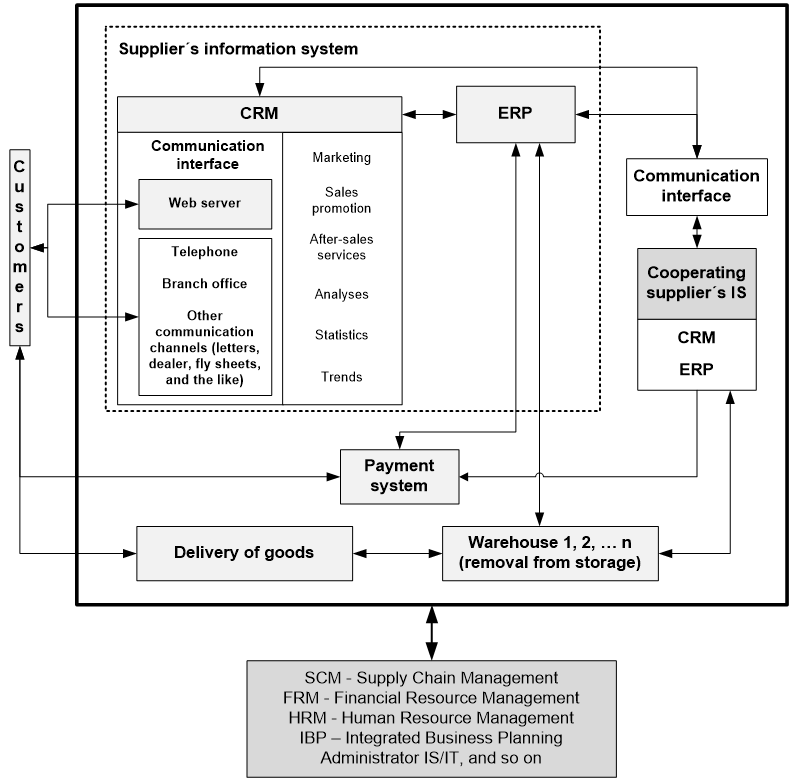 Supplier´s information system
CRM
ERP
Communication
interface
Web server
Telephone
Branch office
Other
communication
channels (letters,
dealer, fly sheets,
and the like)
Marketing
Sales
promotion
After-sales
services
Analyses
Statistics
Trends
Customers
Communication
interface
Cooperating
supplier´s IS
CRM
ERP
Payment
system
Delivery of goods
Warehouse 1, 2, … n
(removal from storage)
SCM - Supply Chain Management
FRM - Financial Resource Management
HRM - Human Resource Management
IBP – Integrated Business Planning
Administrator IS/IT, and so on